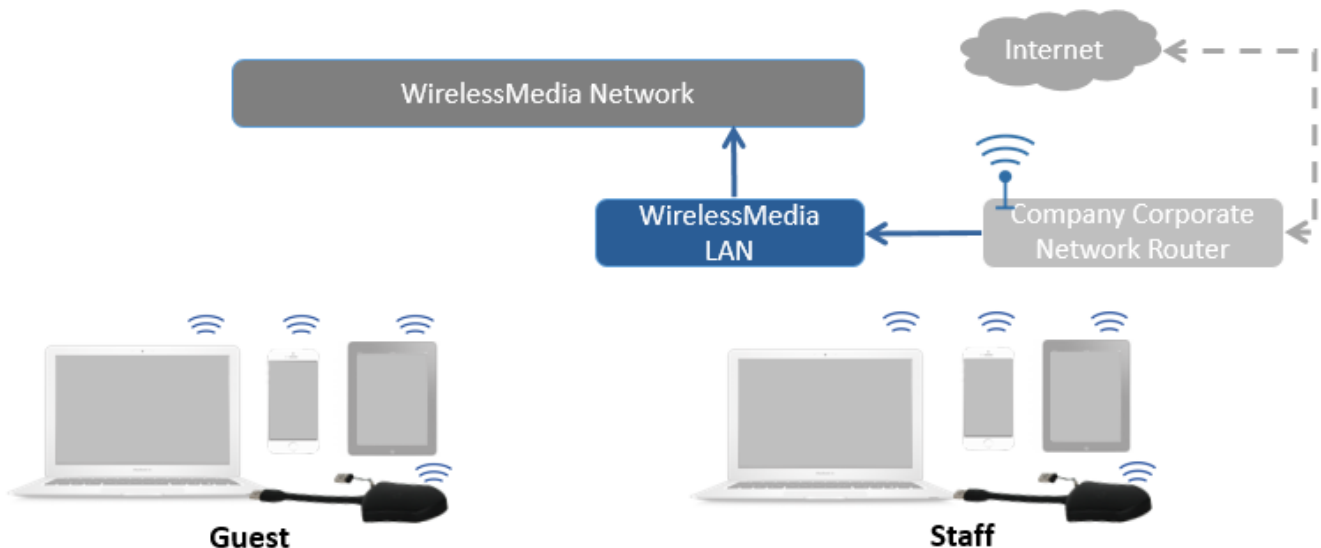 Internet
WirelessMedia Network
WirelessMedia
LAN
Company Corporate
Network Router
Guest
Staff